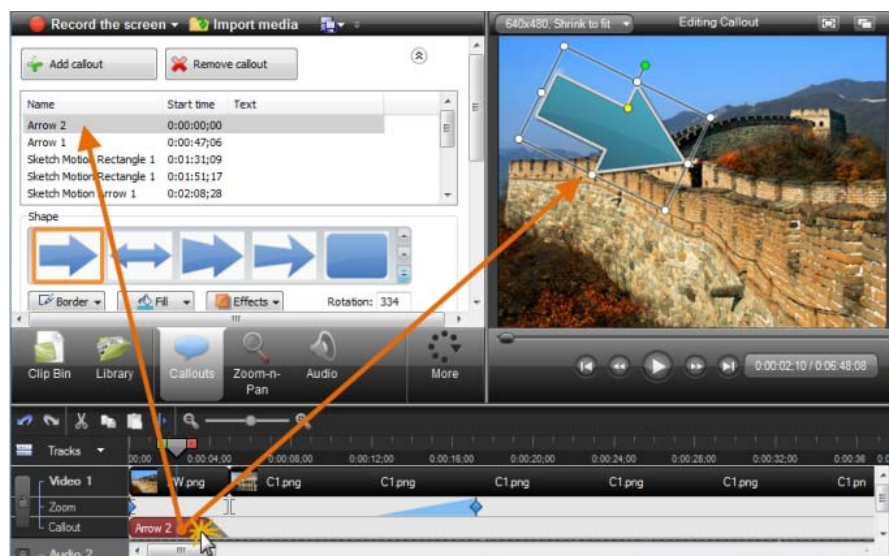 Record the screen Import media
640x480, Shrink to fit Editing Callout
Add callout Remove callout
Name Start time Text
Arrow 2 0:00:00;00
Arrow 1 0:00:47;06
Sketch Motion Rectangle 1 0:01:31;09
Sketch Motion Rectangle 1 0:01:51;17
Sketch Motion Arrow 1 0:02:08;28
Shape
Border Fill Effects Rotation: 334
Clip Bin Library Callouts Zoom-n-Pan Audio More
0:00:02;10 / 0:06:48;08
Tracks
00;00 0:00:04;00 0:00:08;00 0:00:12;00 0:00:16;00 0:00:20;00 0:00:24;00 0:00:28;00 0:00:32;00 0:00:36
Video 1 W.png C1.png C1.png C1.png C1.png C1.png C1.pn
Zoom
Callout Arrow 2
Audio 2